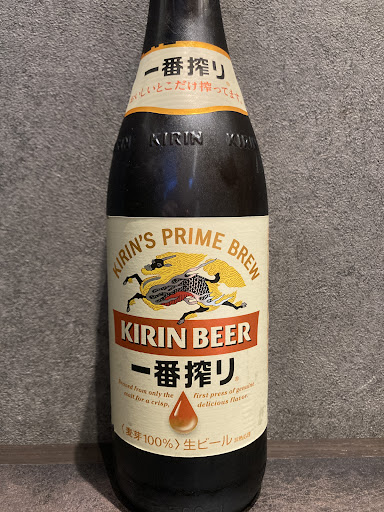 一番搾り
おいしいとこだけ搾ってます。
KIRIN KIRIN
KIRIN'S PRIME BREW
KIRIN BEER
一番搾り
Brewed from only the first press of genuine
malt for a crisp, delicious flavor.
〈麦芽100%〉生ビール